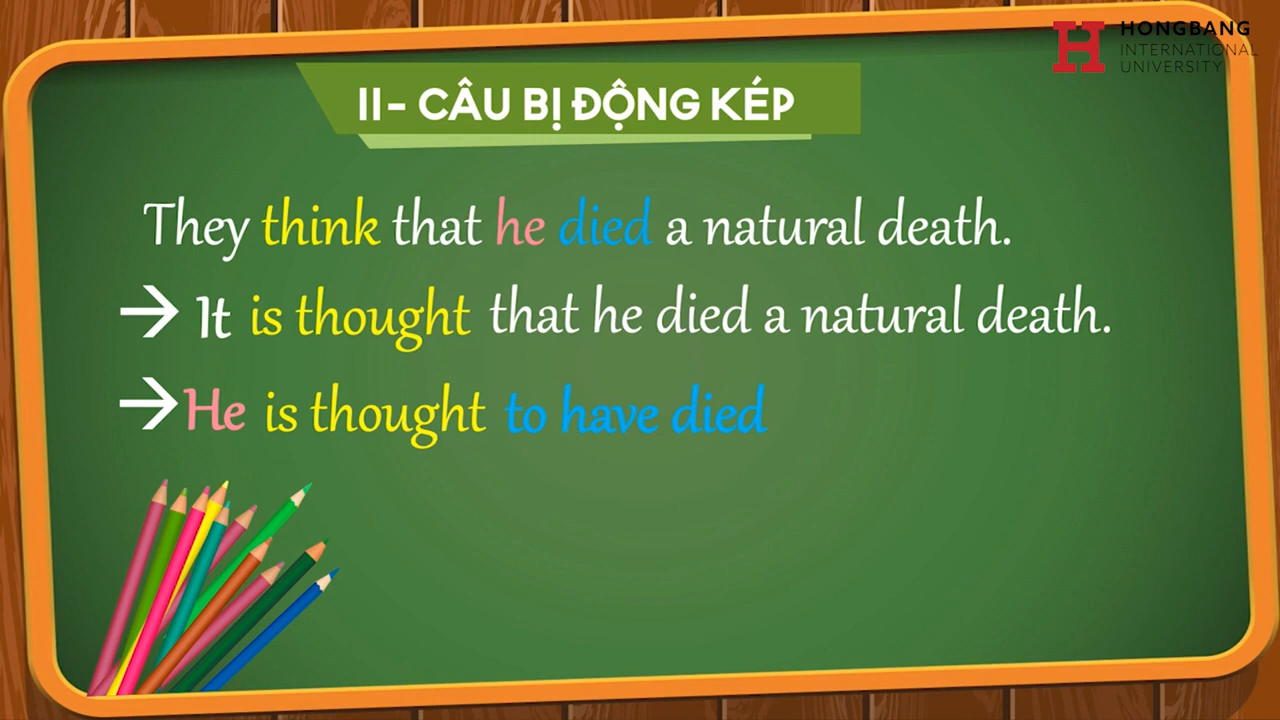 HONGBANG
INTERNATIONAL
UNIVERSITY
II- CÂU BỊ ĐỘNG KÉP
They think that he died a natural death.
→ It is thought that he died a natural death.
→ He is thought to have died